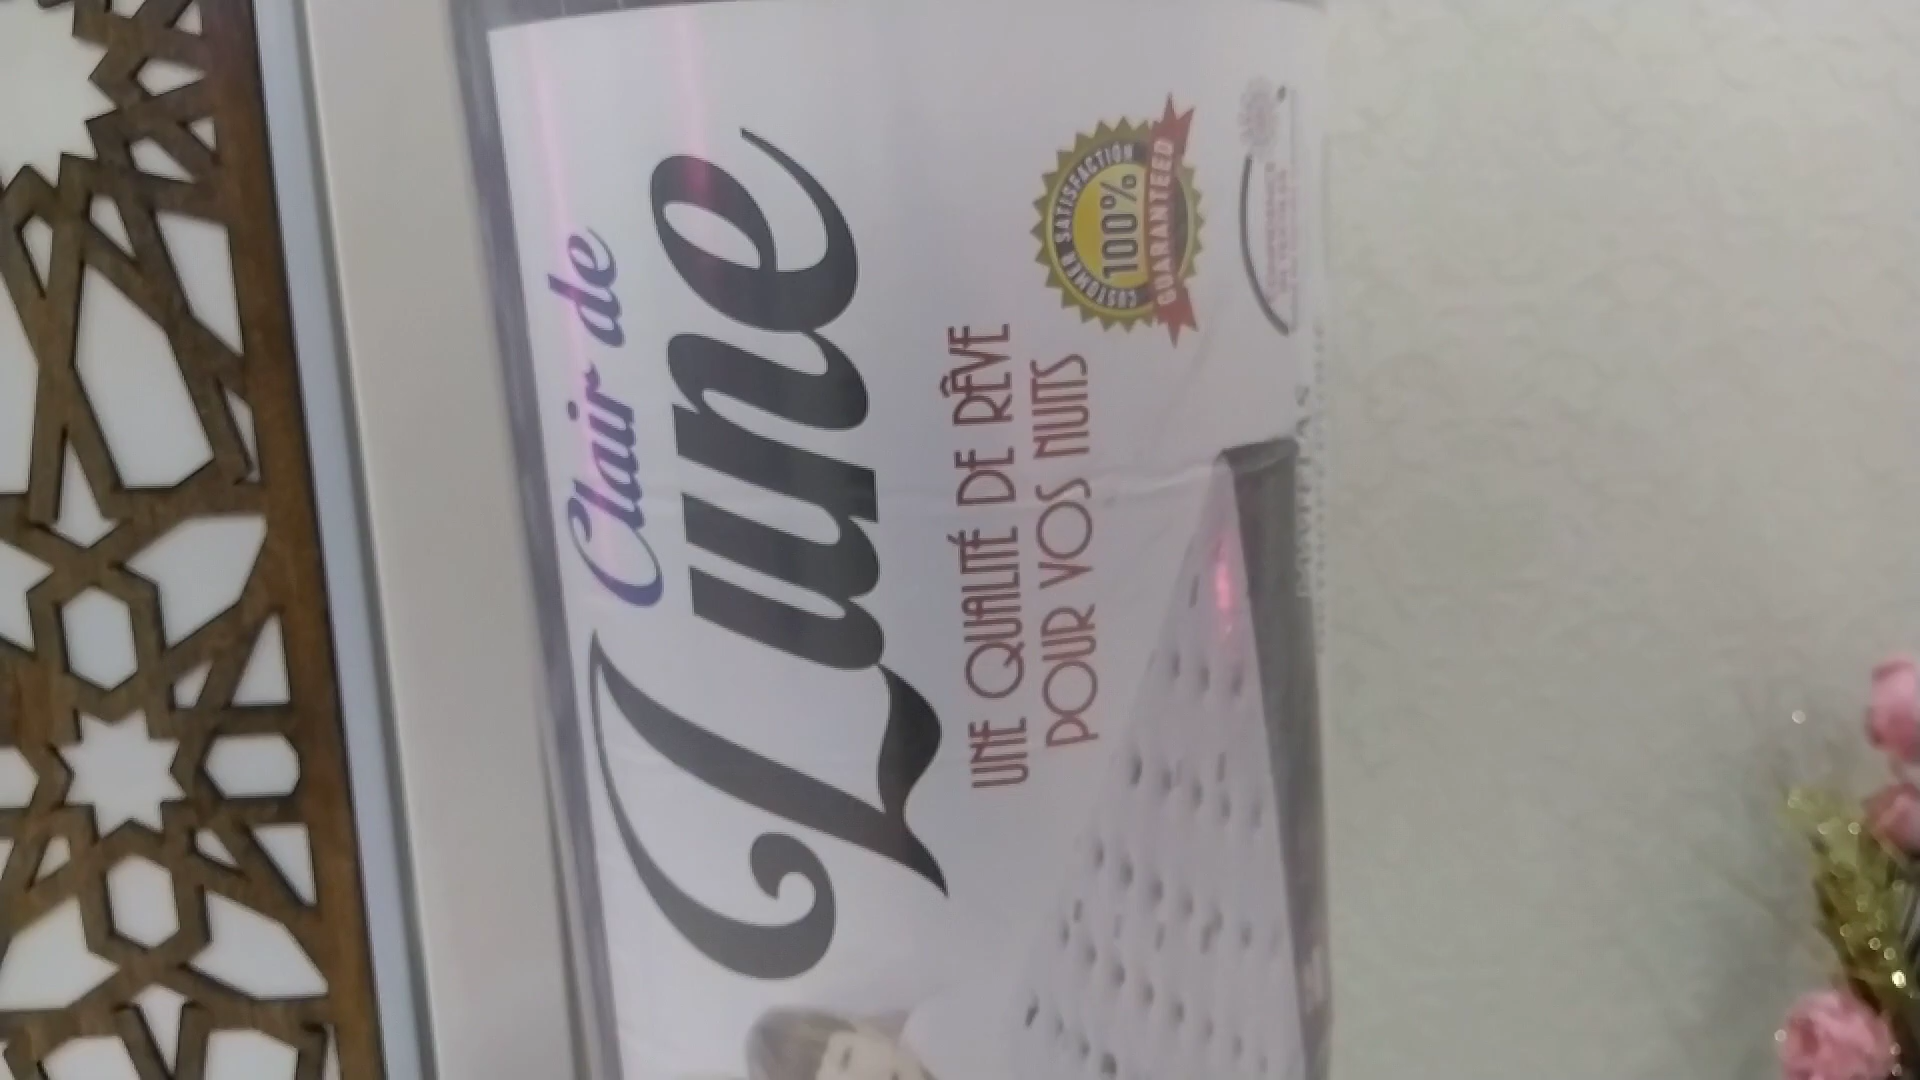 Clair de
Lune
UNE QUALITÉ DE RÊVE
POUR VOS NUITS
CUSTOMER SATISFACTION
100%
GUARANTEED